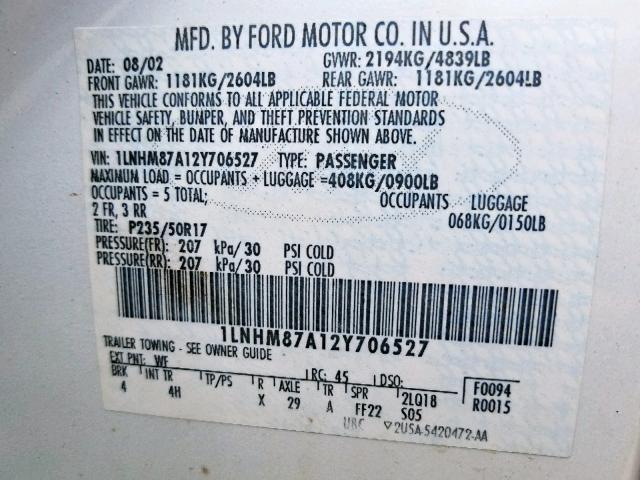 MFD. BY FORD MOTOR CO. IN U.S.A.
DATE: 08/02 GVWR: 2194KG/4839LB
FRONT GAWR: 1181KG/2604LB REAR GAWR: 1181KG/2604LB
THIS VEHICLE CONFORMS TO ALL APPLICABLE FEDERAL MOTOR
VEHICLE SAFETY, BUMPER, AND THEFT PREVENTION STANDARDS
IN EFFECT ON THE DATE OF MANUFACTURE SHOWN ABOVE.
VIN: 1LNHM87A12Y706527 TYPE: PASSENGER
MAXIMUM LOAD = OCCUPANTS + LUGGAGE =408KG/0900LB
OCCUPANTS = 5 TOTAL; OCCUPANTS LUGGAGE
2 FR, 3 RR 068KG/0150LB
TIRE: P235/50R17
PRESSURE(FR): 207 kPa/30 PSI COLD
PRESSURE(RR): 207 kPa/30 PSI COLD
1LNHM87A12Y706527
TRAILER TOWING - SEE OWNER GUIDE
EXT PNT: WF RC: 45 DSO: F0094
BRK INT TR TP/PS R AXLE TR SPR 2LQ18 R0015
4 4H X 29 A FF22 S05
UBC ▽2USA-5420472-AA